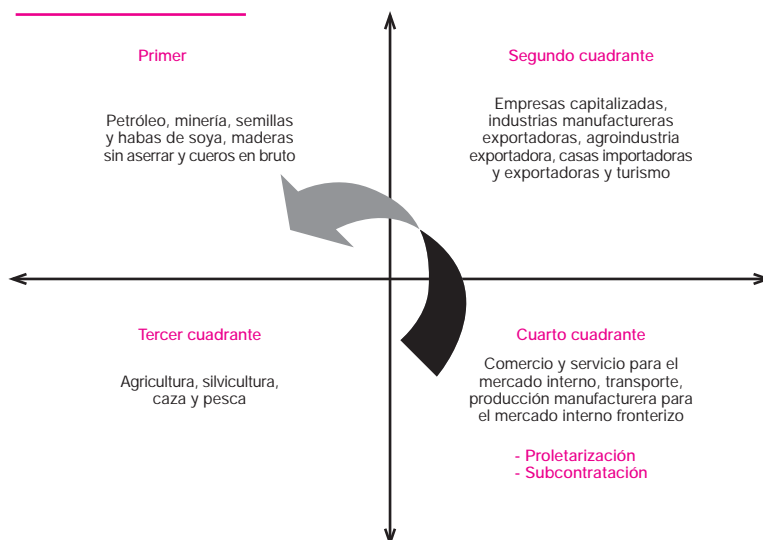 Primer
Petróleo, minería, semillas
y habas de soya, maderas
sin aserrar y cueros en bruto
Segundo cuadrante
Empresas capitalizadas,
industrias manufactureras
exportadoras, agroindustria
exportadora, casas importadoras
y exportadoras y turismo
Tercer cuadrante
Agricultura, silvicultura,
caza y pesca
Cuarto cuadrante
Comercio y servicio para el
mercado interno, transporte,
producción manufacturera para
el mercado interno fronterizo
- Proletarización
- Subcontratación